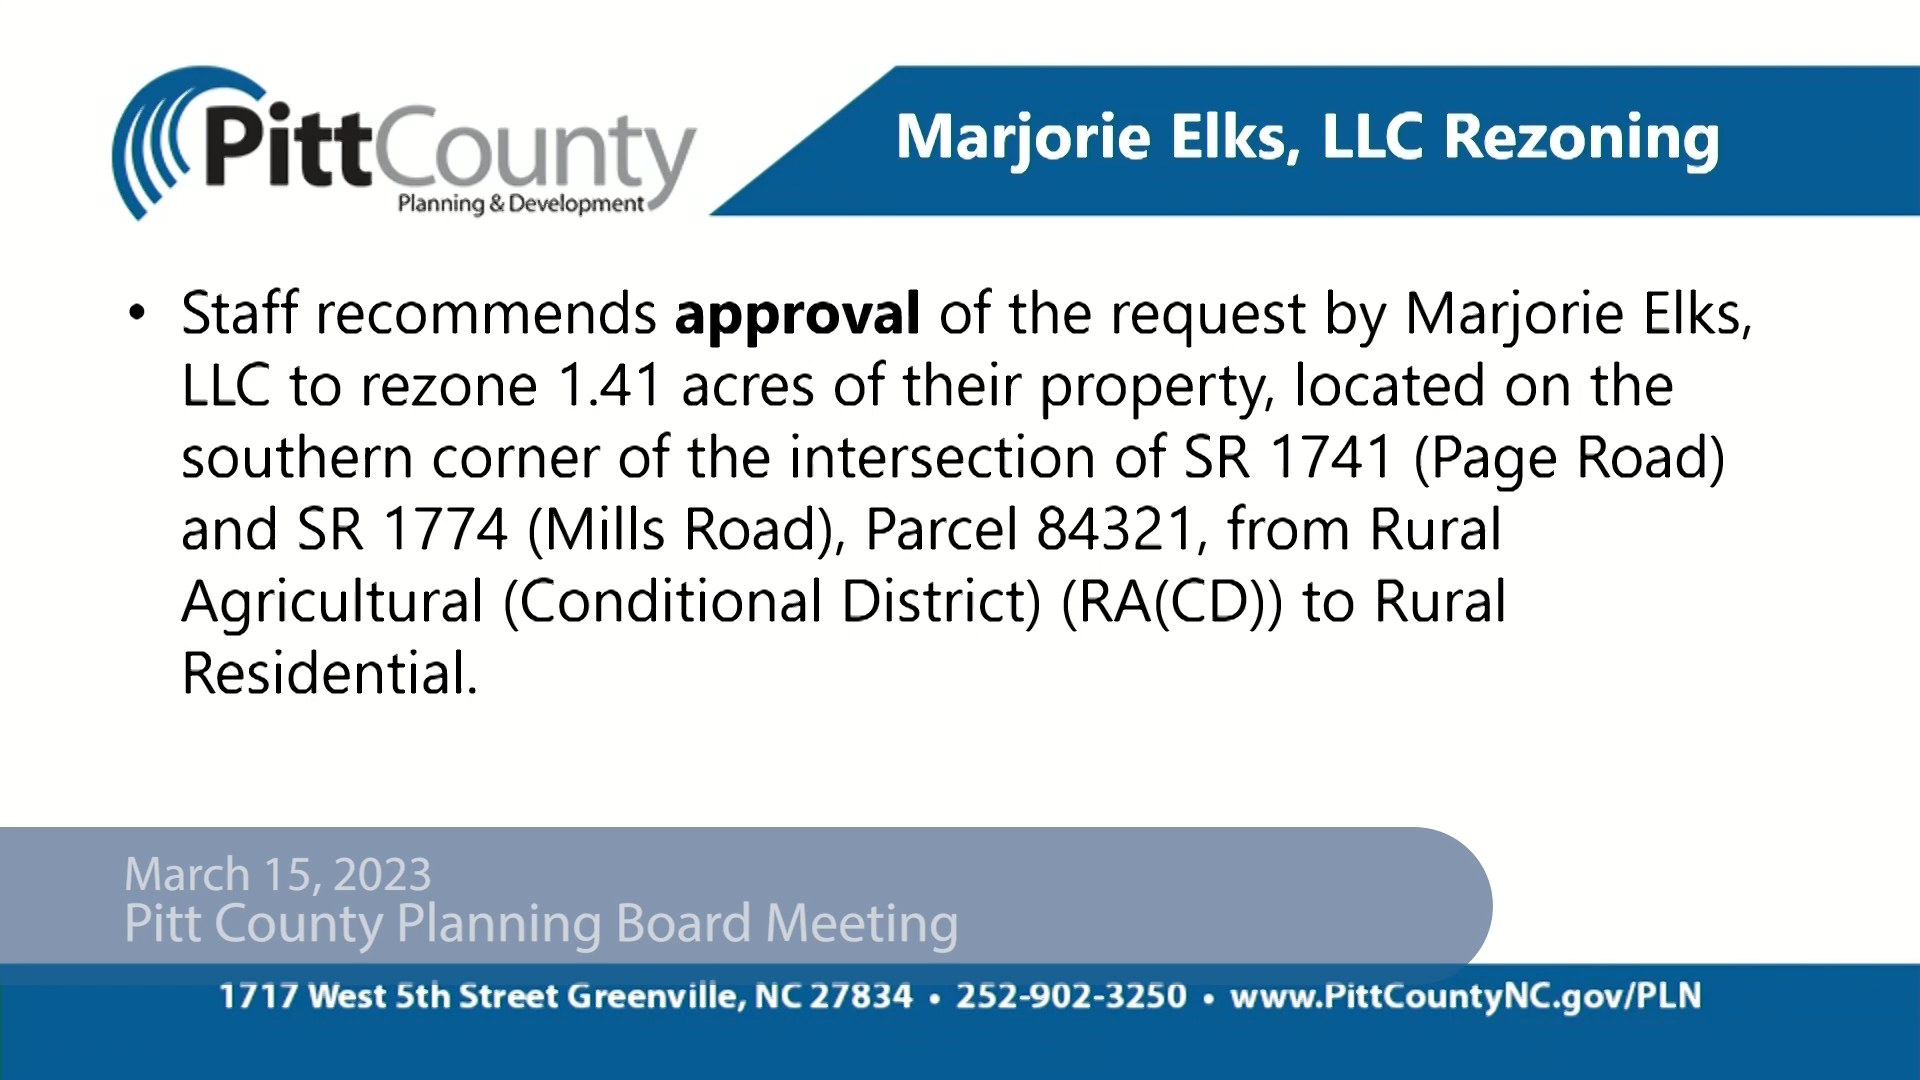 PittCounty
Planning & Development
Marjorie Elks, LLC Rezoning
• Staff recommends approval of the request by Marjorie Elks,
LLC to rezone 1.41 acres of their property, located on the
southern corner of the intersection of SR 1741 (Page Road)
and SR 1774 (Mills Road), Parcel 84321, from Rural
Agricultural (Conditional District) (RA(CD)) to Rural
Residential.
March 15, 2023
Pitt County Planning Board Meeting
1717 West 5th Street Greenville, NC 27834 • 252-902-3250 • www.PittCountyNC.gov/PLN